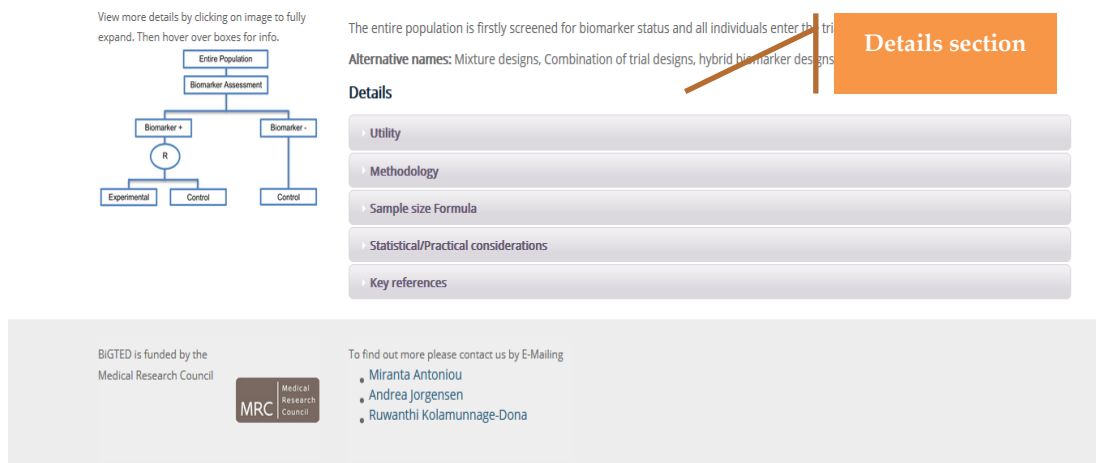 View more details by clicking on image to fully
expand. Then hover over boxes for info.
Entire Population
Biomarker Assessment
Biomarker +
Biomarker -
R
Experimental
Control
Control
The entire population is firstly screened for biomarker status and all individuals enter the tri
Alternative names: Mixture designs, Combination of trial designs, hybrid biomarker designs
Details section
Details
Utility
Methodology
Sample size Formula
Statistical/Practical considerations
Key references
BiGTED is funded by the
Medical Research Council
MRC
Medical
Research
Council
To find out more please contact us by E-Mailing
Miranta Antoniou
Andrea Jorgensen
Ruwanthi Kolamunnage-Dona